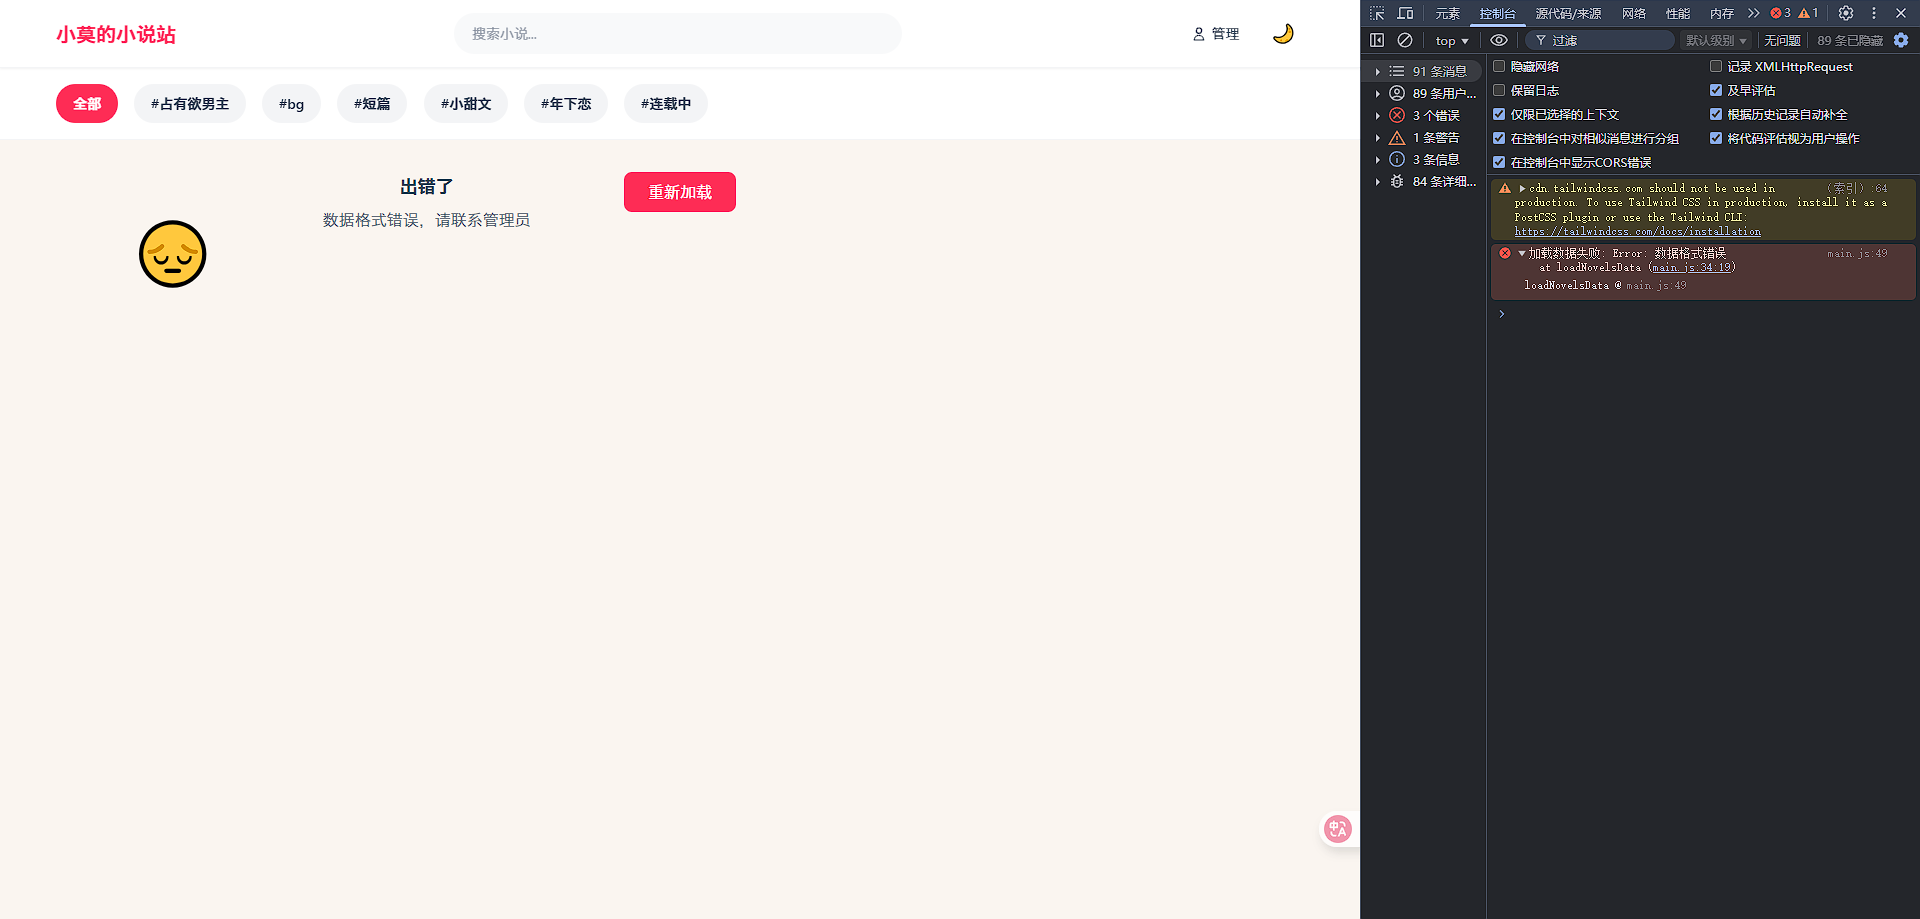 小莫的小说站
搜索小说...
管理
全部
#占有欲男主
#bg
#短篇
#小甜文
#年下恋
#连载中
出错了
数据格式错误，请联系管理员
重新加载
中 A
元素
控制台
源代码/来源
网络
性能
内存
3
1
top
过滤
默认级别
无问题
89 条已隐藏
91 条消息
89 条用户...
3 个错误
1 条警告
3 条信息
84 条详细...
隐藏网络
记录 XMLHttpRequest
保留日志
及早评估
仅限已选择的上下文
根据历史记录自动补全
在控制台中对相似消息进行分组
将代码评估视为用户操作
在控制台中显示CORS错误
cdn.tailwindcss.com should not be used in （索引）:64
production. To use Tailwind CSS in production, install it as a
PostCSS plugin or use the Tailwind CLI:
https://tailwindcss.com/docs/installation
加载数据失败: Error: 数据格式错误 main.js:49
at loadNovelsData (main.js:34:19)
loadNovelsData @ main.js:49